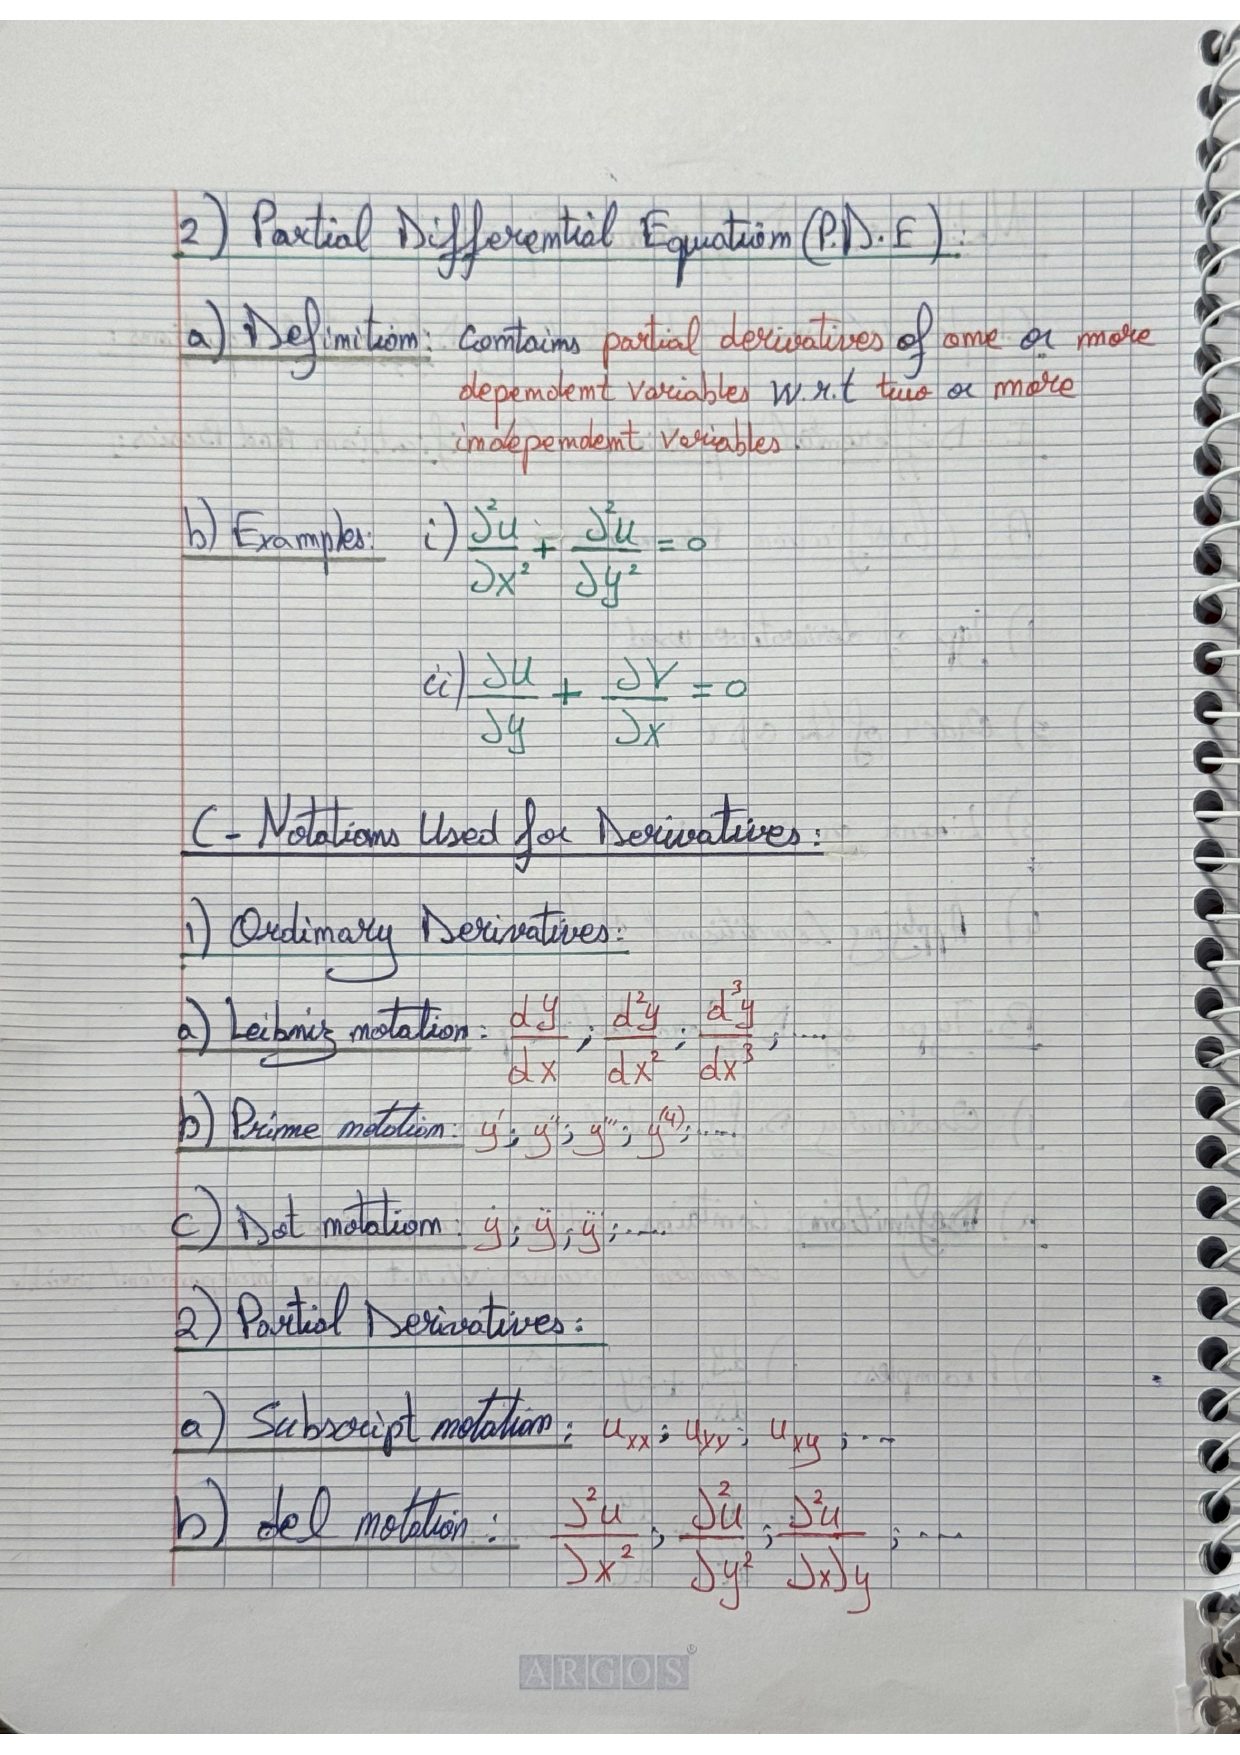 2) Partial Differential Equation (P.D.E):
a) Definition: Contains partial derivatives of one or more
dependent variables w.r.t two or more
independent variables.
b) Examples: i) ∂²u/∂x² + ∂²u/∂y² = 0
ii) ∂u/∂y + ∂v/∂x = 0
C- Notations Used for Derivatives:
1) Ordinary Derivatives:
a) Leibniz notation: dy/dx ; d²y/dx² ; d³y/dx³ ; ....
b) Prime notation: y' ; y'' ; y''' ; y⁽⁴⁾ ; ....
c) Dot notation: ẏ ; ÿ ; y⃛ ; ....
2) Partial Derivatives:
a) Subscript notation: u_xx ; u_yy ; u_xy ; ...
b) del notation: ∂²u/∂x² ; ∂²u/∂y² ; ∂²u/∂x∂y ; ....
ARGOS®